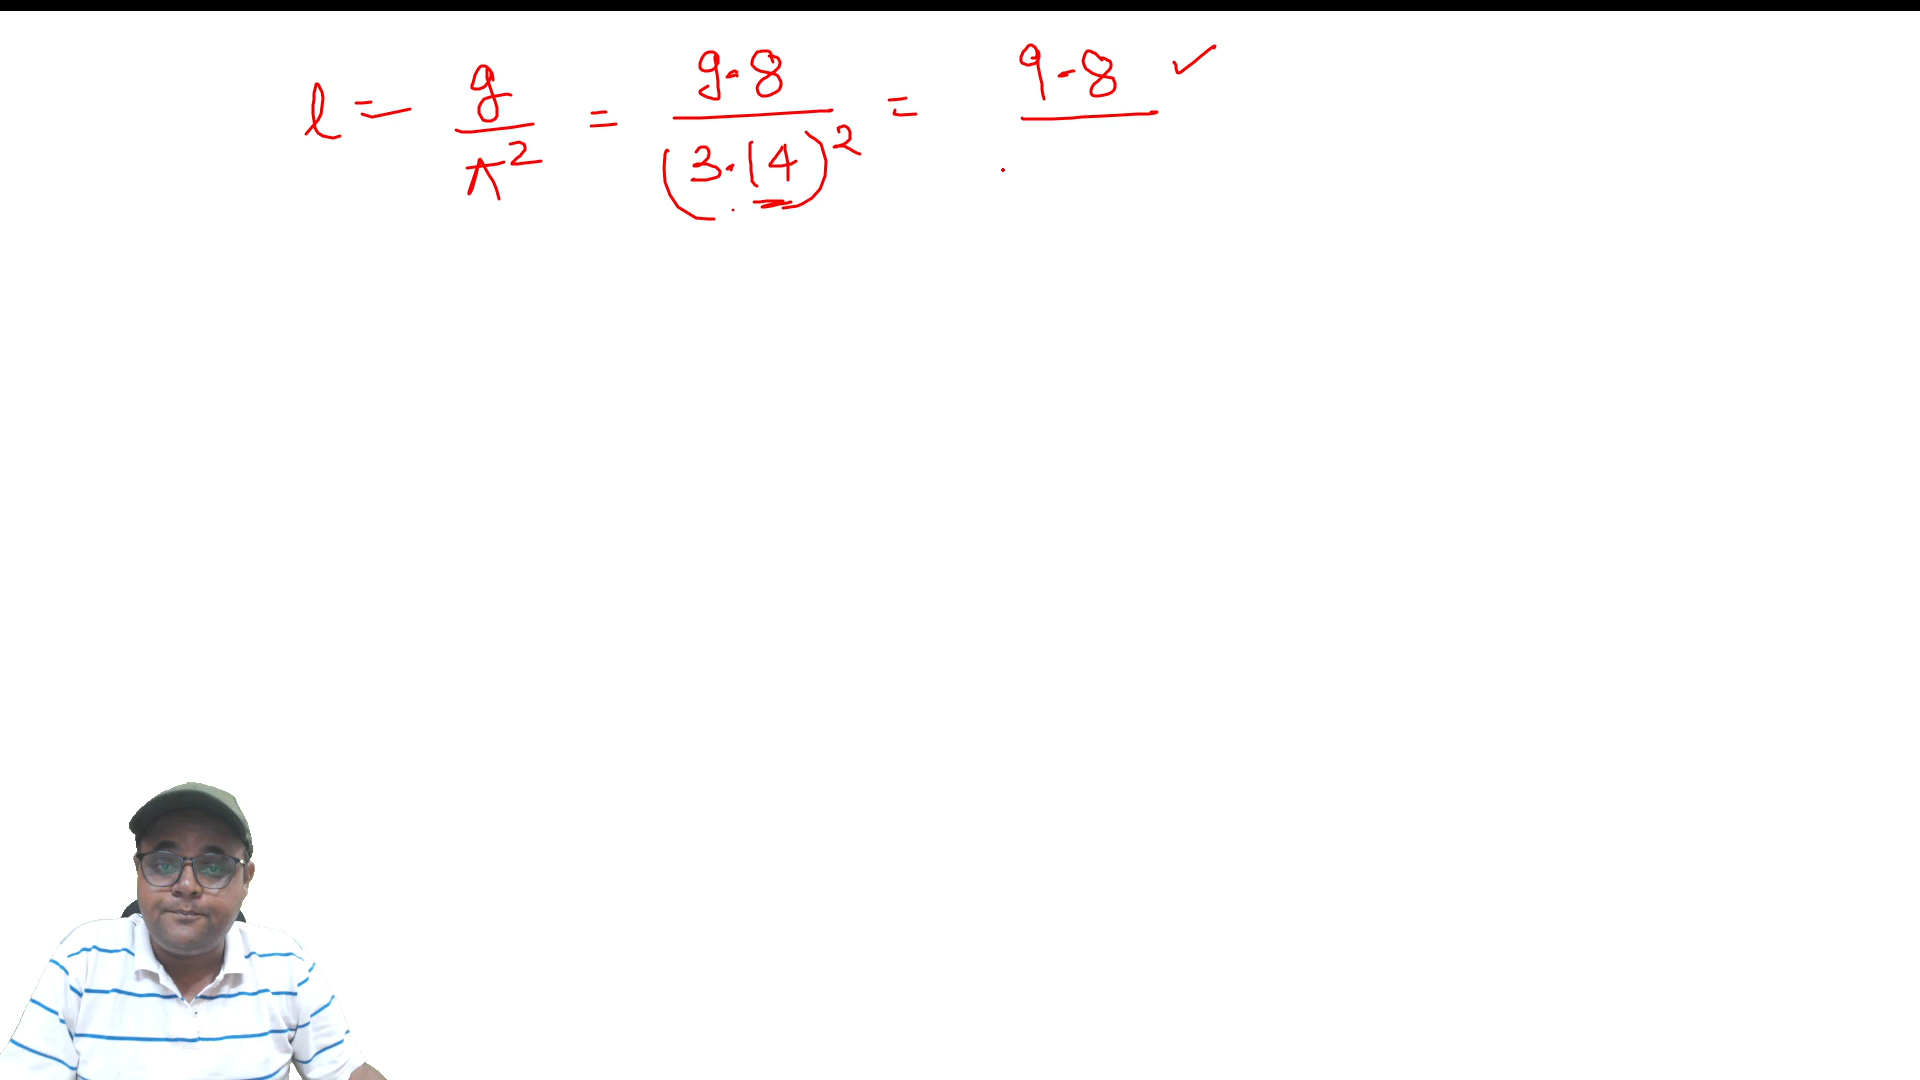 l = g/π² = 9.8/(3.14)² = 9.8/ ✓